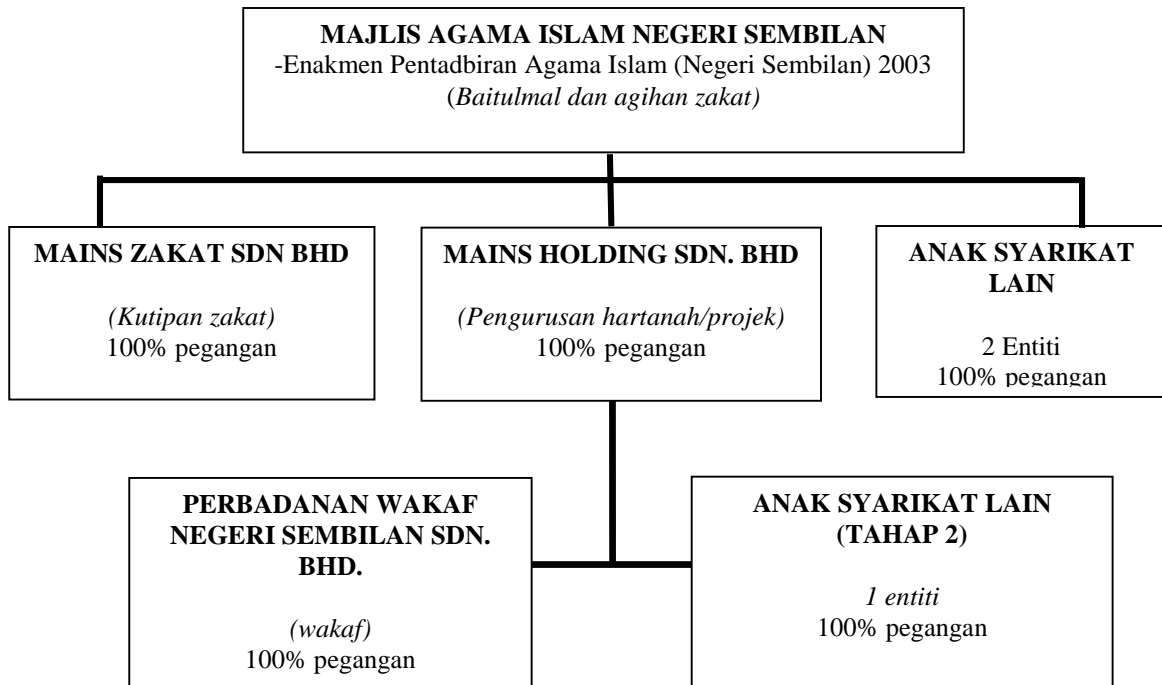 MAJLIS AGAMA ISLAM NEGERI SEMBILAN
-Enakmen Pentadbiran Agama Islam (Negeri Sembilan) 2003
(Baitulmal dan agihan zakat)
MAINS ZAKAT SDN BHD
(Kutipan zakat)
100% pegangan
MAINS HOLDING SDN. BHD
(Pengurusan hartanah/projek)
100% pegangan
ANAK SYARIKAT
LAIN
2 Entiti
100% pegangan
PERBADANAN WAKAF
NEGERI SEMBILAN SDN.
BHD.
(wakaf)
100% pegangan
ANAK SYARIKAT LAIN
(TAHAP 2)
1 entiti
100% pegangan